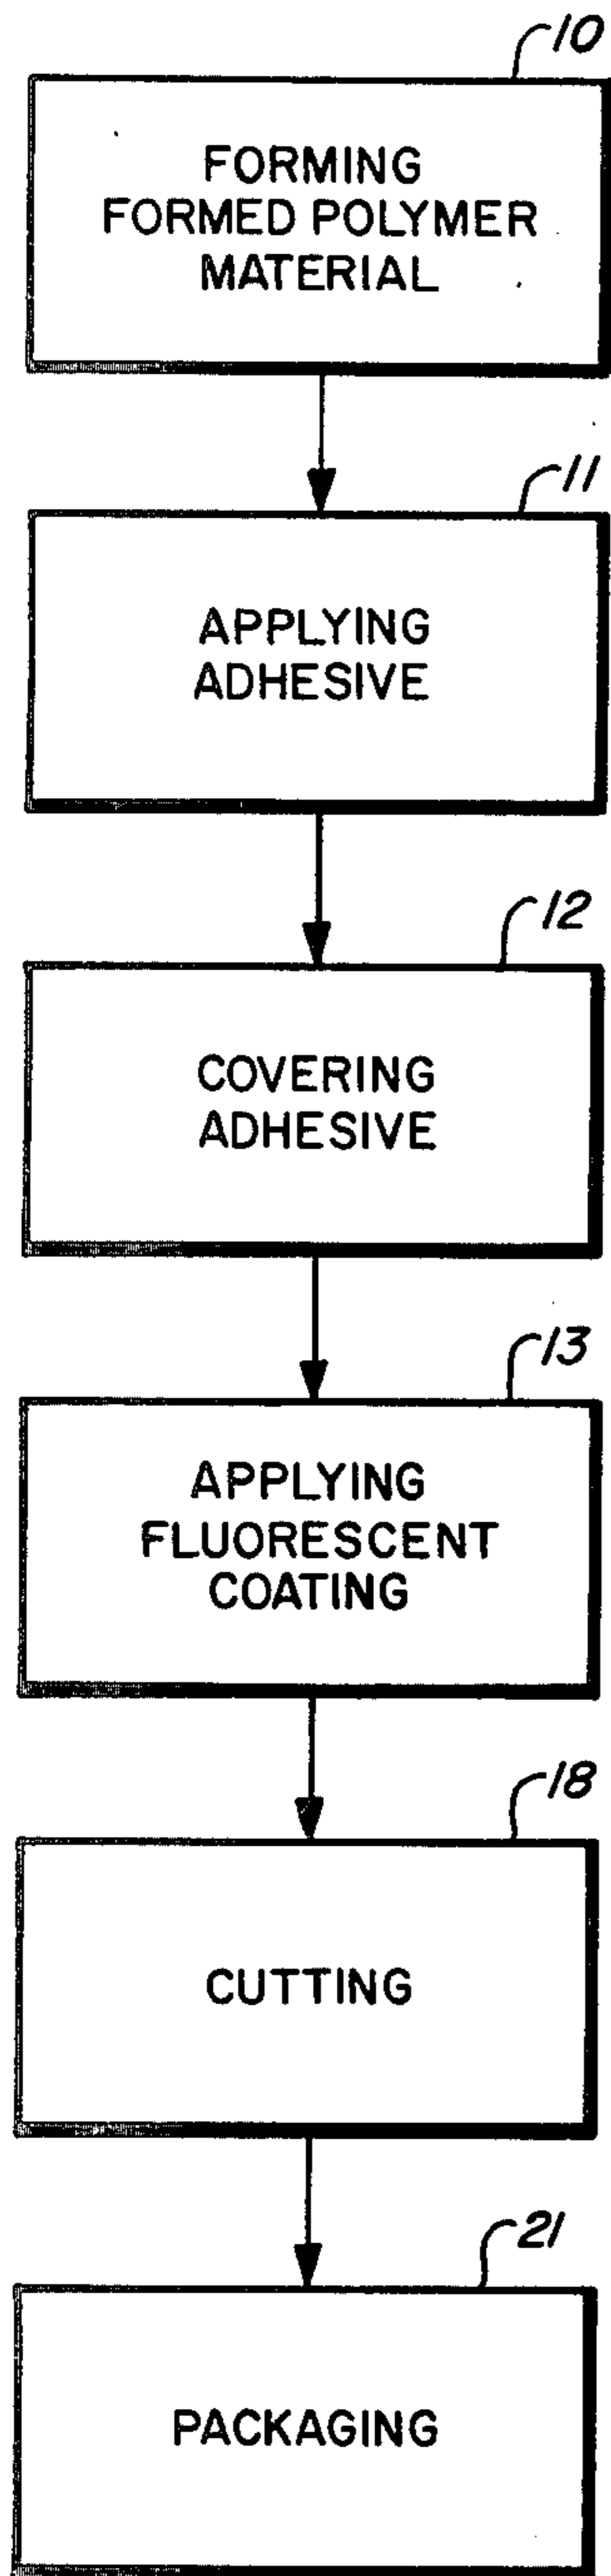 10
FORMING
FORMED POLYMER
MATERIAL
11
APPLYING
ADHESIVE
12
COVERING
ADHESIVE
13
APPLYING
FLUORESCENT
COATING
18
CUTTING
21
PACKAGING